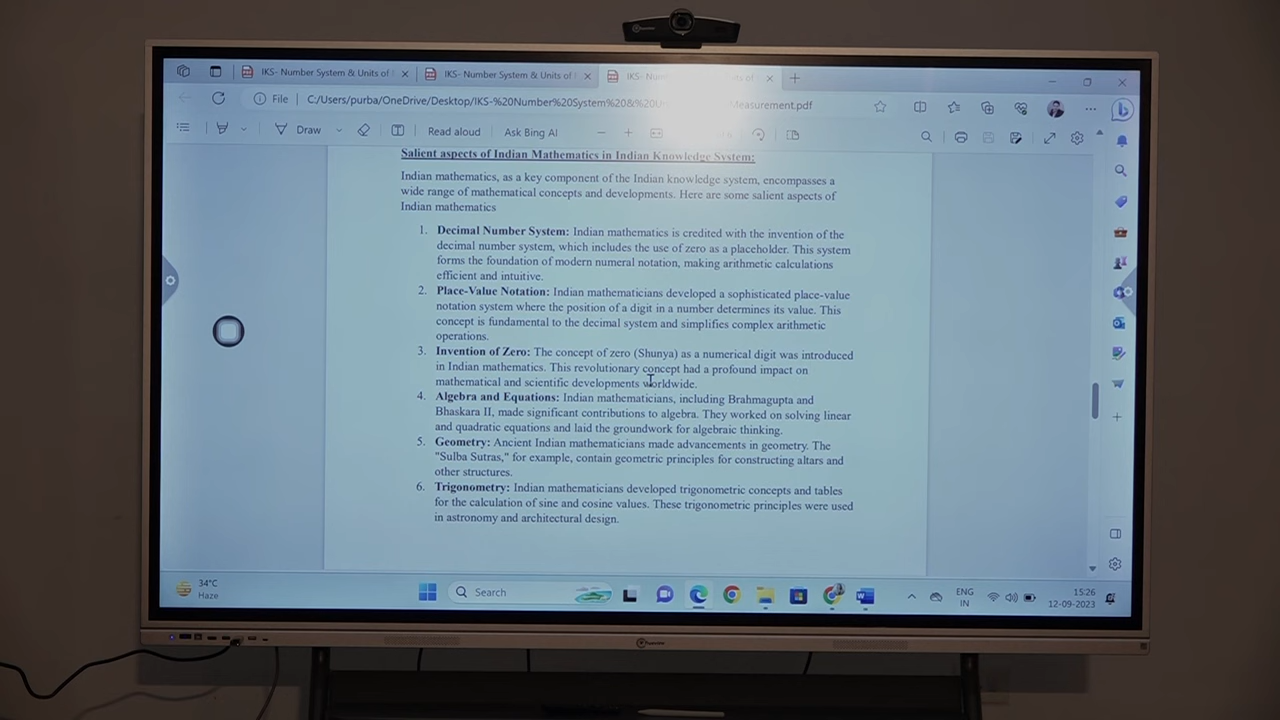 IKS- Number System & Units of
IKS- Number System & Units of
IKS- Num
File
C:/Users/purba/OneDrive/Desktop/IKS-%20Number%20System%20&%20U
Measurement.pdf
Draw
Read aloud
Ask Bing AI
Salient aspects of Indian Mathematics in Indian Knowledge System:
Indian mathematics, as a key component of the Indian knowledge system, encompasses a
wide range of mathematical concepts and developments. Here are some salient aspects of
Indian mathematics
1. Decimal Number System: Indian mathematics is credited with the invention of the
decimal number system, which includes the use of zero as a placeholder. This system
forms the foundation of modern numeral notation, making arithmetic calculations
efficient and intuitive.
2. Place-Value Notation: Indian mathematicians developed a sophisticated place-value
notation system where the position of a digit in a number determines its value. This
concept is fundamental to the decimal system and simplifies complex arithmetic
operations.
3. Invention of Zero: The concept of zero (Shunya) as a numerical digit was introduced
in Indian mathematics. This revolutionary concept had a profound impact on
mathematical and scientific developments worldwide.
4. Algebra and Equations: Indian mathematicians, including Brahmagupta and
Bhaskara II, made significant contributions to algebra. They worked on solving linear
and quadratic equations and laid the groundwork for algebraic thinking.
5. Geometry: Ancient Indian mathematicians made advancements in geometry. The
"Sulba Sutras," for example, contain geometric principles for constructing altars and
other structures.
6. Trigonometry: Indian mathematicians developed trigonometric concepts and tables
for the calculation of sine and cosine values. These trigonometric principles were used
in astronomy and architectural design.
34°C
Haze
Search
ENG
IN
15:26
12-09-2023